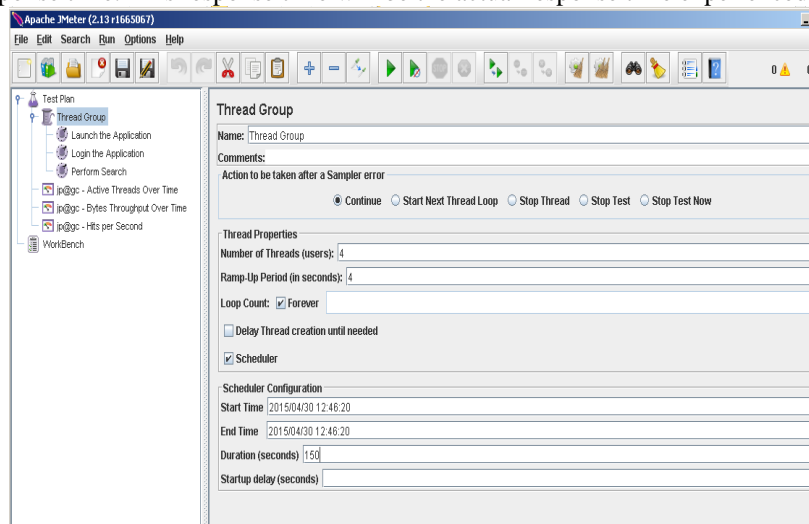 Apache JMeter (2.13 r1665067)
File Edit Search Run Options Help
0
Test Plan
Thread Group
Launch the Application
Login the Application
Perform Search
jp@gc - Active Threads Over Time
jp@gc - Bytes Throughput Over Time
jp@gc - Hits per Second
WorkBench
Thread Group
Name: Thread Group
Comments:
Action to be taken after a Sampler error
Continue Start Next Thread Loop Stop Thread Stop Test Stop Test Now
Thread Properties
Number of Threads (users): 4
Ramp-Up Period (in seconds): 4
Loop Count: Forever
Delay Thread creation until needed
Scheduler
Scheduler Configuration
Start Time 2015/04/30 12:46:20
End Time 2015/04/30 12:46:20
Duration (seconds) 150
Startup delay (seconds)